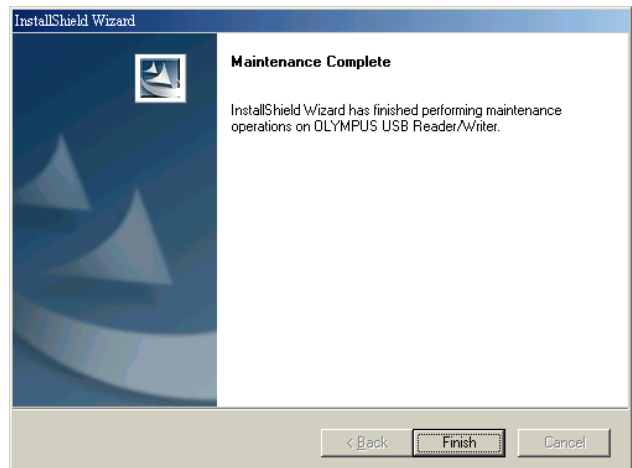 InstallShield Wizard
Maintenance Complete
InstallShield Wizard has finished performing maintenance
operations on OLYMPUS USB Reader/Writer.
< Back Finish Cancel